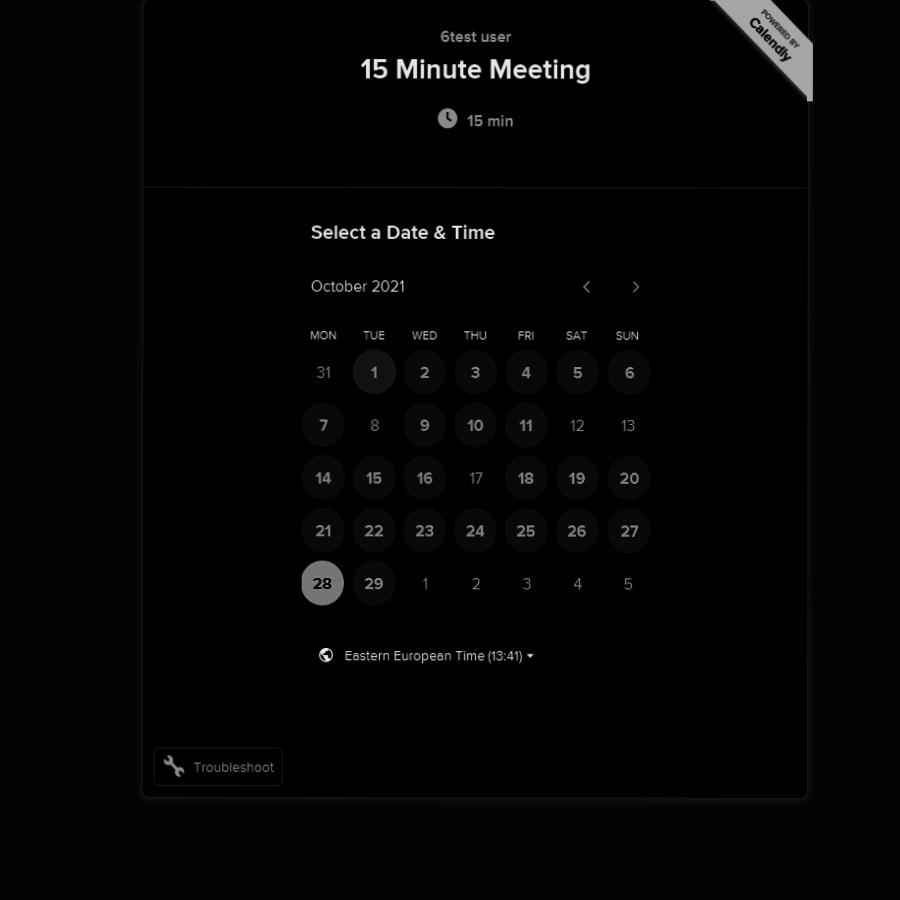 POWERED BY
Calendly
6test user
15 Minute Meeting
15 min
Select a Date & Time
October 2021
MON TUE WED THU FRI SAT SUN
31 1 2 3 4 5 6
7 8 9 10 11 12 13
14 15 16 17 18 19 20
21 22 23 24 25 26 27
28 29 1 2 3 4 5
Eastern European Time (13:41)
Troubleshoot